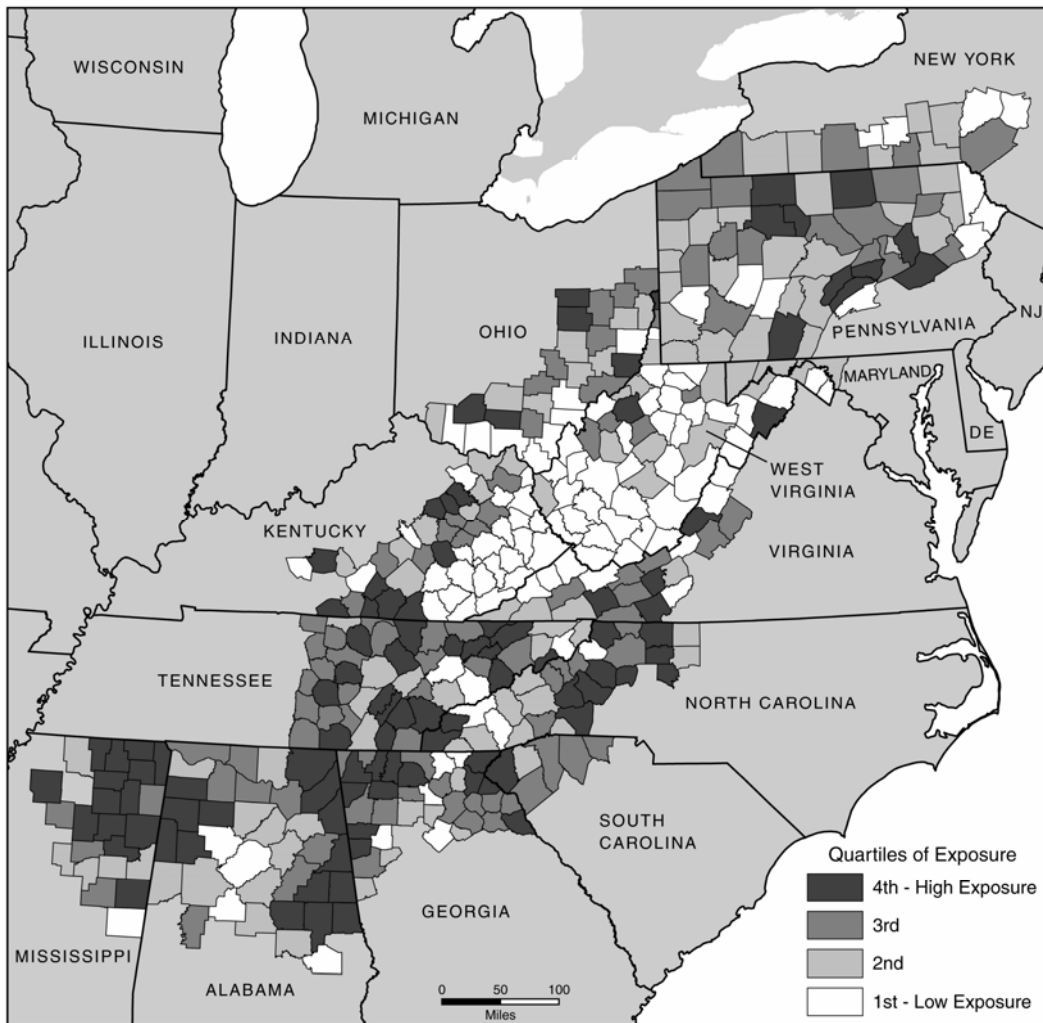 WISCONSIN
MICHIGAN
NEW YORK
ILLINOIS
INDIANA
OHIO
PENNSYLVANIA
NJ
MARYLAND
DE
WEST
VIRGINIA
KENTUCKY
VIRGINIA
TENNESSEE
NORTH CAROLINA
SOUTH
CAROLINA
GEORGIA
MISSISSIPPI
ALABAMA
0 50 100
Miles
Quartiles of Exposure
4th - High Exposure
3rd
2nd
1st - Low Exposure